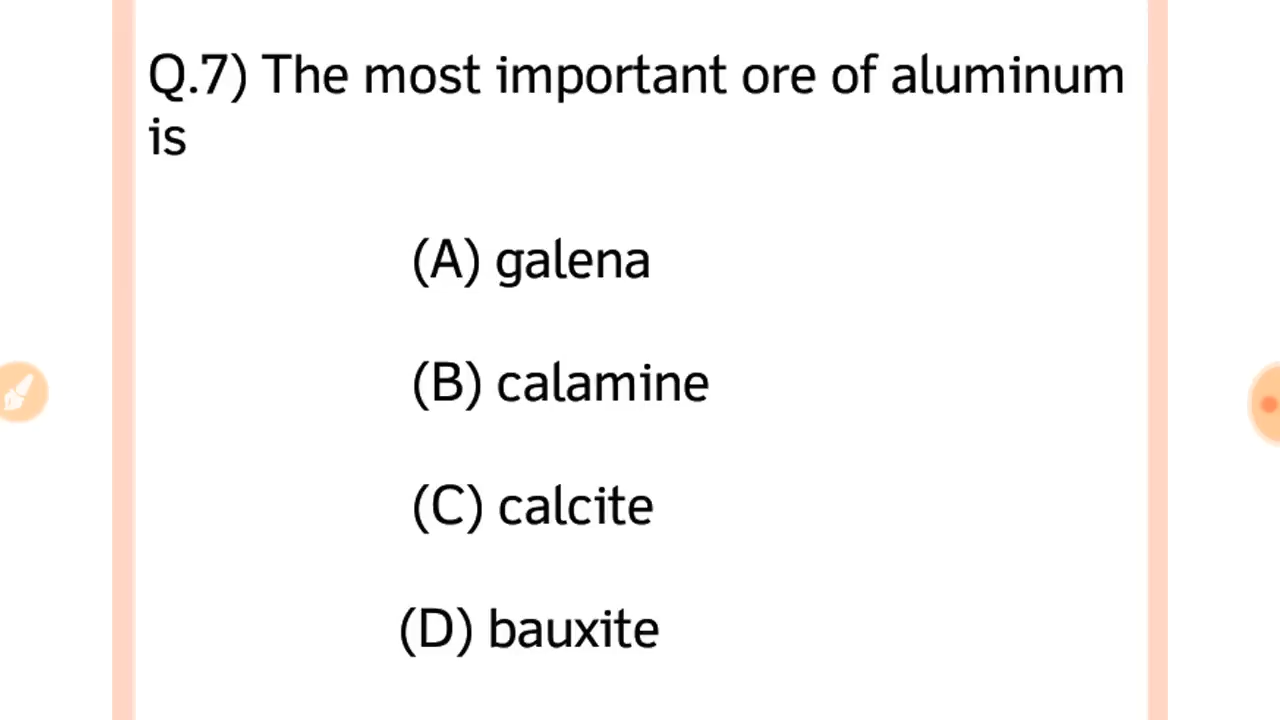 Q.7) The most important ore of aluminum
is
(A) galena
(B) calamine
(C) calcite
(D) bauxite